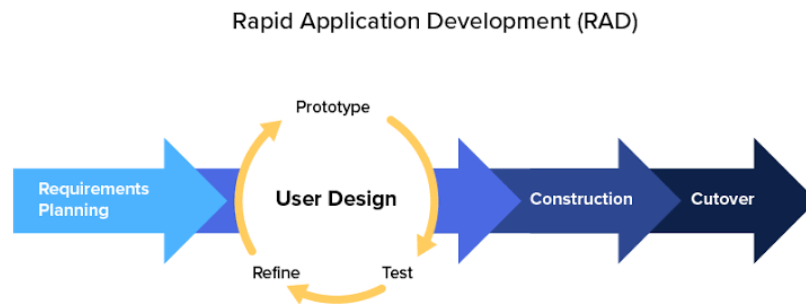 Rapid Application Development (RAD)
Prototype
Requirements
Planning
User Design
Construction
Cutover
Refine
Test